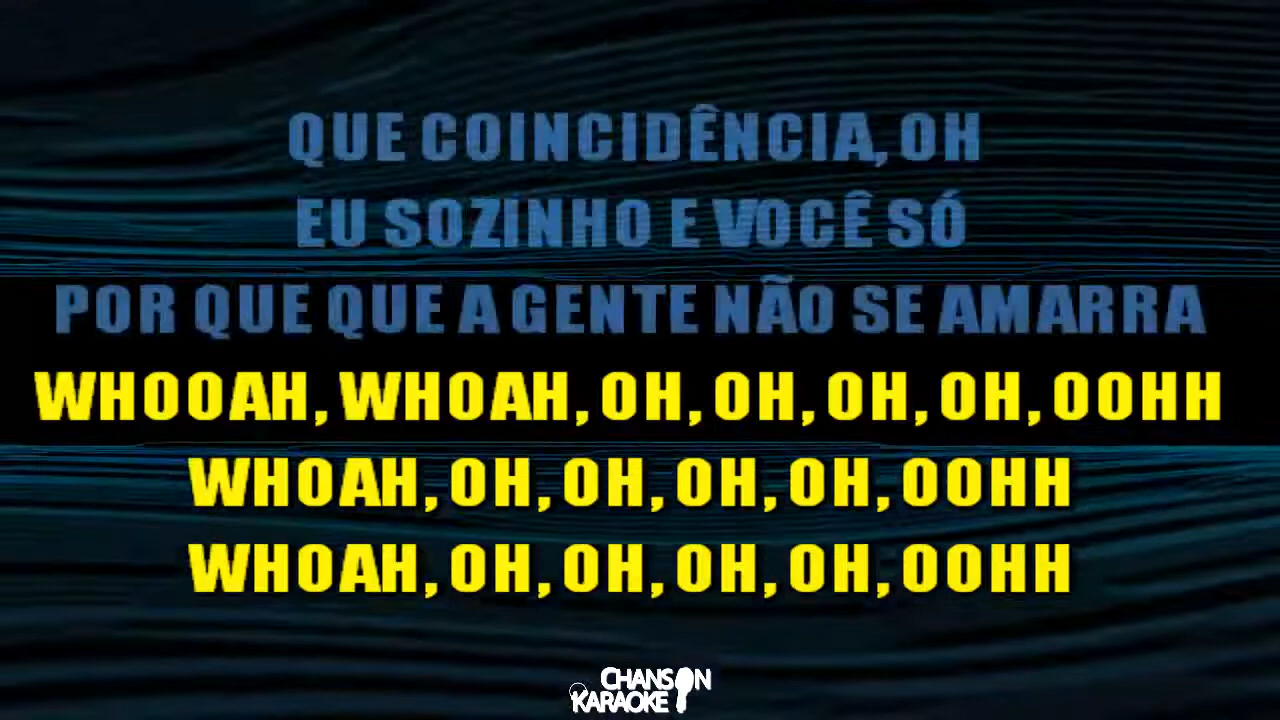 QUE COINCIDÊNCIA, OH
EU SOZINHO E VOCÊ SÓ
POR QUE QUE A GENTE NÃO SE AMARRA
WHOOAH, WHOAH, OH, OH, OH, OH, OOHH
WHOAH, OH, OH, OH, OH, OOHH
WHOAH, OH, OH, OH, OH, OOHH
CHANSON
KARAOKE